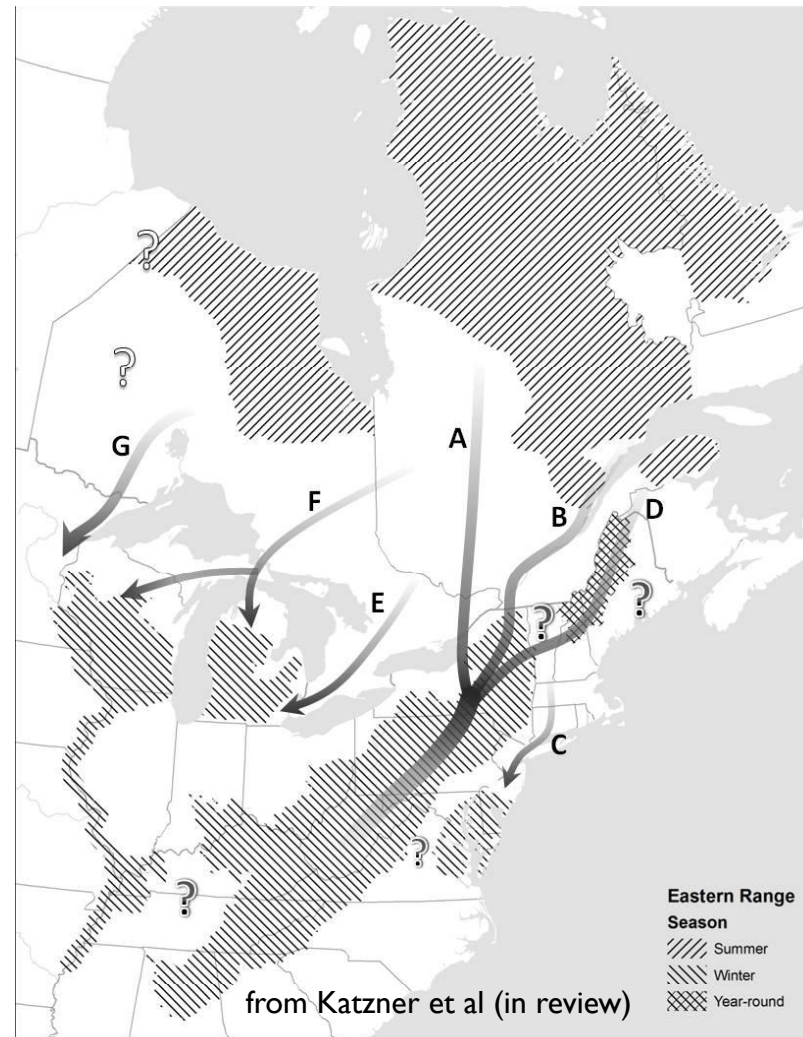 ?
?
G
A
F
B
D
E
?
?
C
?
?
Eastern Range
Season
Summer
Winter
Year-round
from Katzner et al (in review)